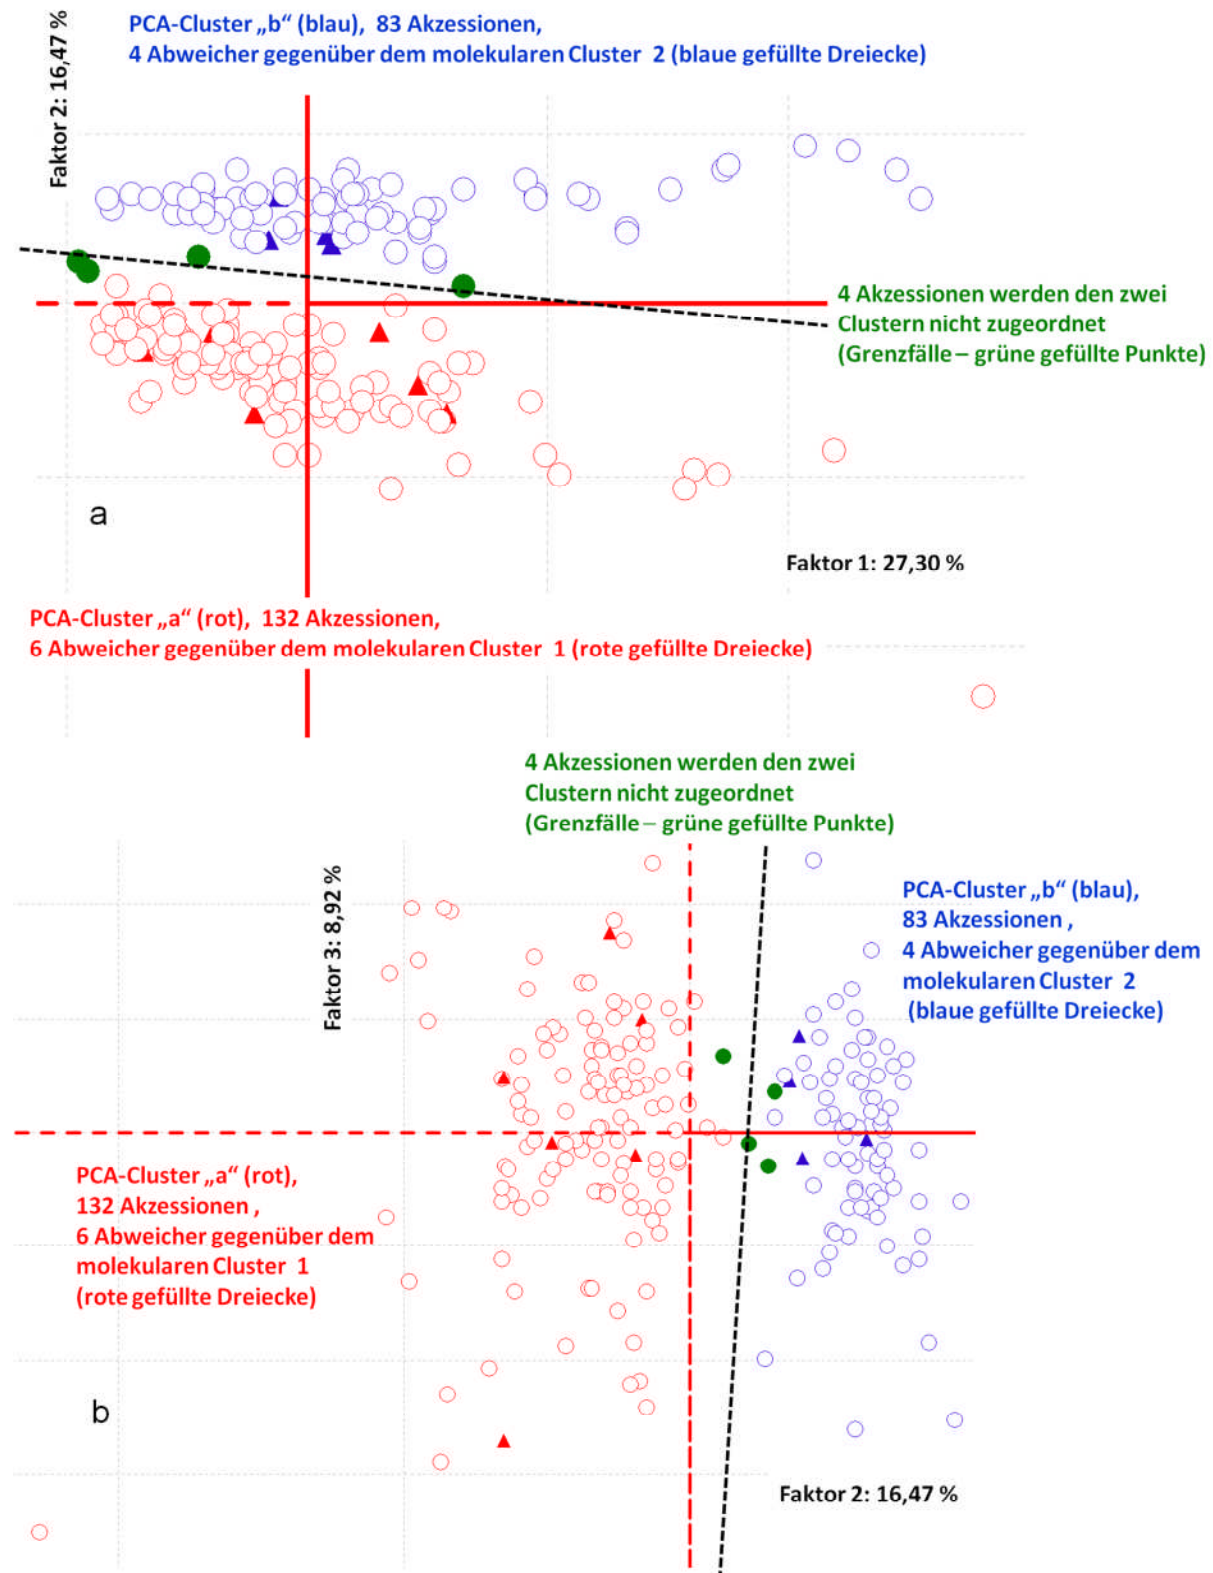 Faktor 2: 16,47 %
PCA-Cluster „b“ (blau), 83 Akzessionen,
4 Abweicher gegenüber dem molekularen Cluster 2 (blaue gefüllte Dreiecke)
4 Akzessionen werden den zwei
Clustern nicht zugeordnet
(Grenzfälle – grüne gefüllte Punkte)
a
Faktor 1: 27,30 %
PCA-Cluster „a“ (rot), 132 Akzessionen,
6 Abweicher gegenüber dem molekularen Cluster 1 (rote gefüllte Dreiecke)
4 Akzessionen werden den zwei
Clustern nicht zugeordnet
(Grenzfälle – grüne gefüllte Punkte)
Faktor 3: 8,92 %
PCA-Cluster „b“ (blau),
83 Akzessionen ,
4 Abweicher gegenüber dem
molekularen Cluster 2
(blaue gefüllte Dreiecke)
PCA-Cluster „a“ (rot),
132 Akzessionen ,
6 Abweicher gegenüber dem
molekularen Cluster 1
(rote gefüllte Dreiecke)
b
Faktor 2: 16,47 %